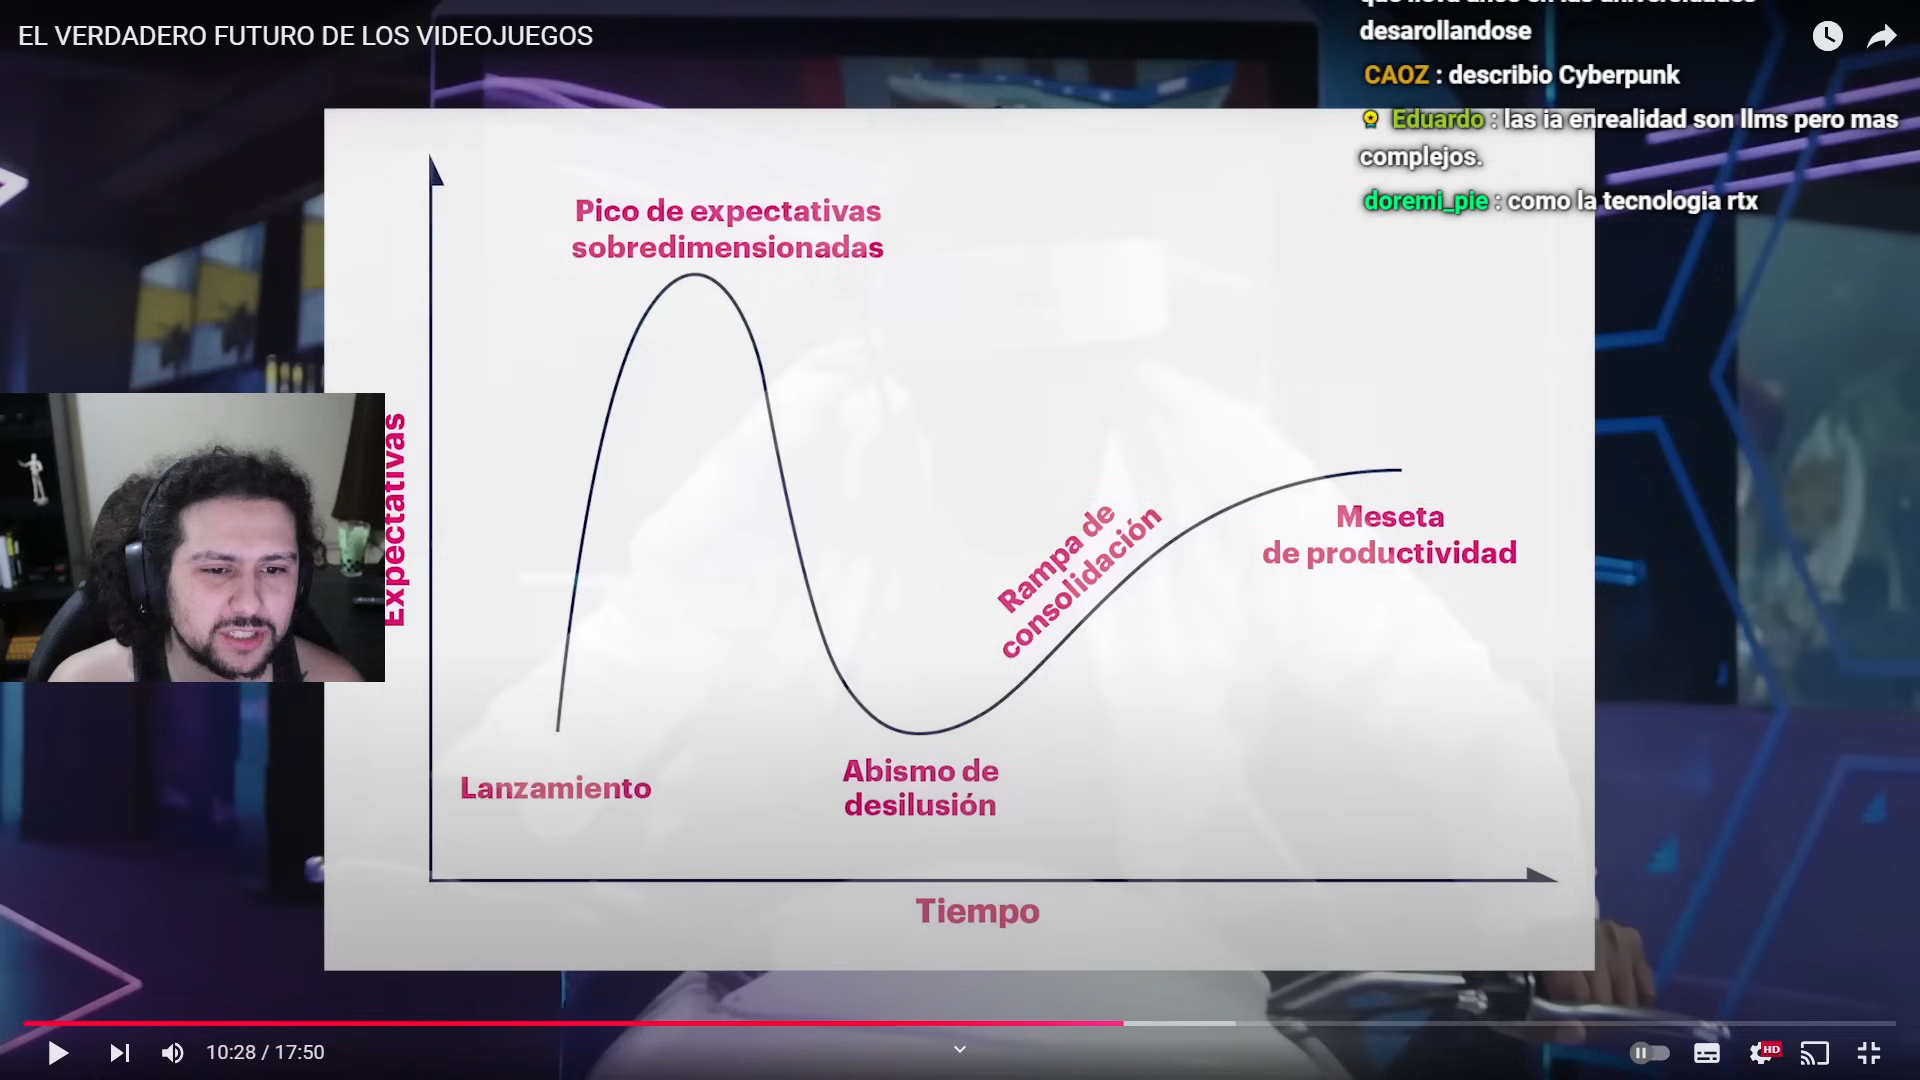 EL VERDADERO FUTURO DE LOS VIDEOJUEGOS
desarollandose
CAOZ : describio Cyberpunk
Eduardo : las ia enrealidad son llms pero mas
complejos.
doremi_pie : como la tecnologia rtx
Pico de expectativas
sobredimensionadas
Expectativas
Rampa de
consolidación
Meseta
de productividad
Abismo de
desilusión
Lanzamiento
Tiempo
10:28 / 17:50
HD